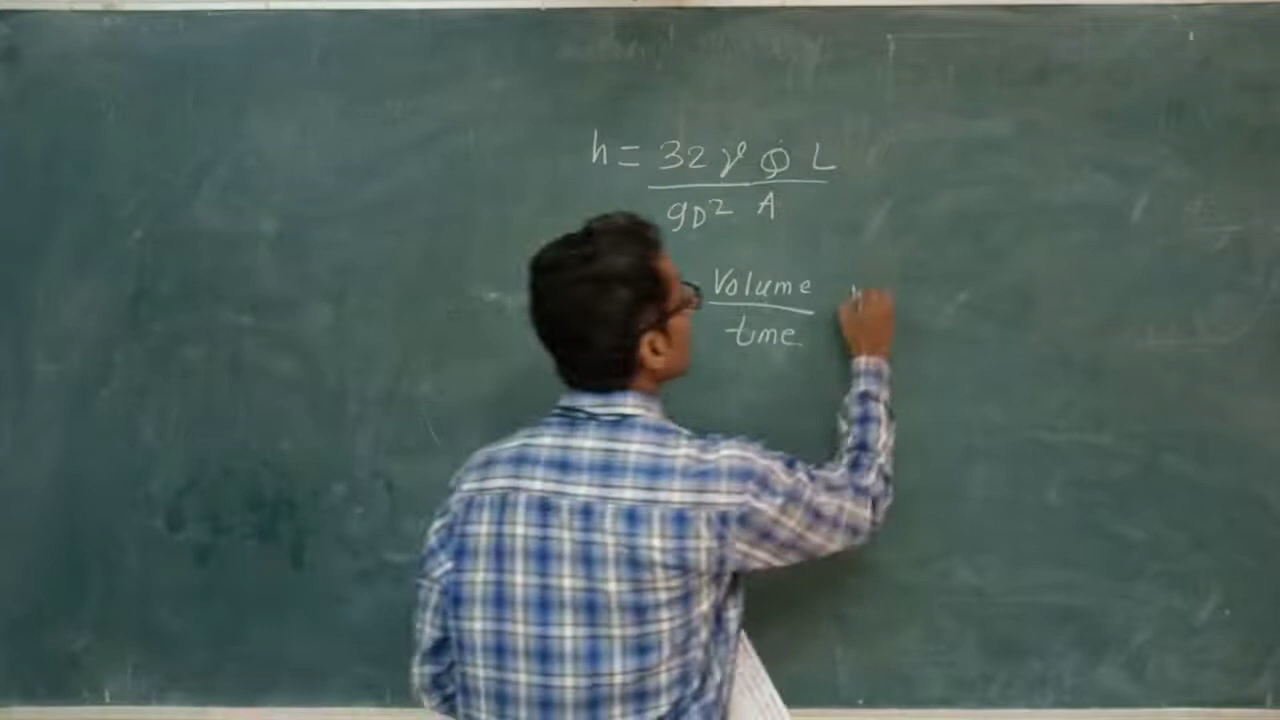 h = 32 γ Q̇ L
gD² A
Volume
time